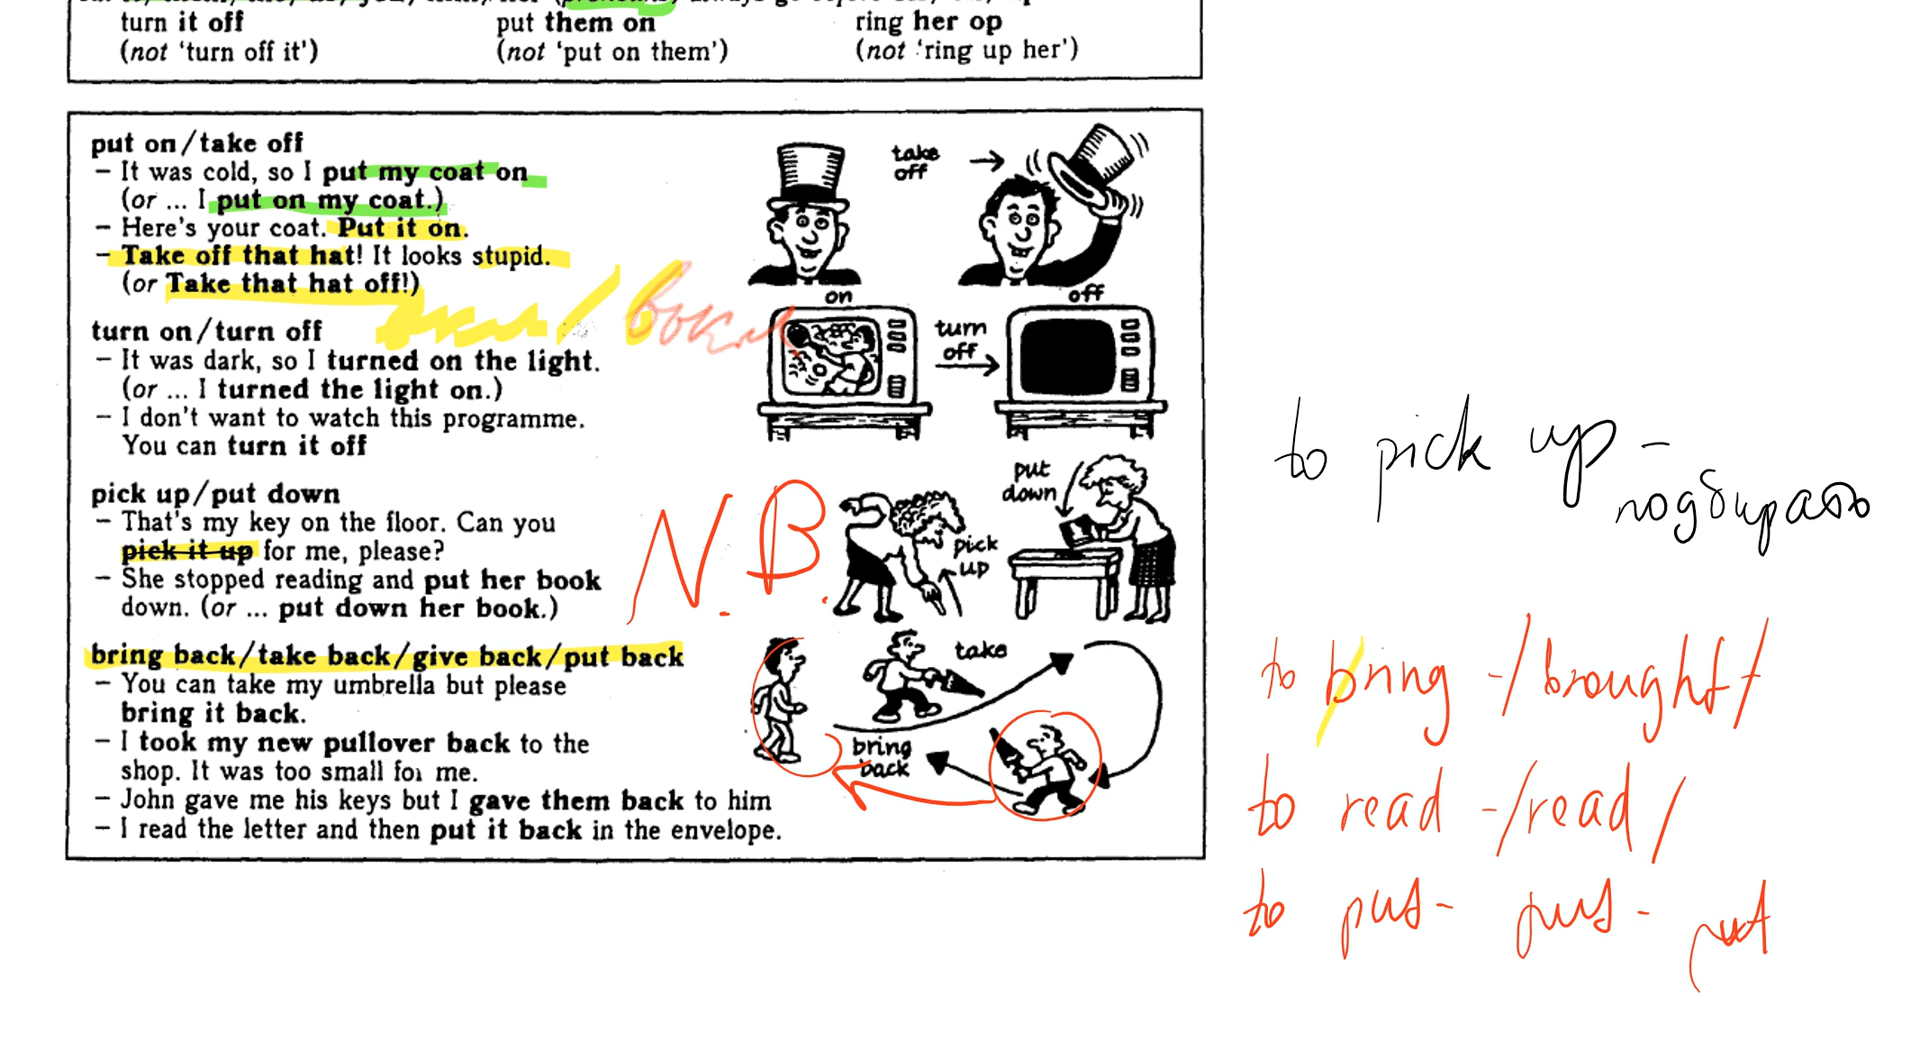 turn it off put them on ring her op
(not 'turn off it') (not 'put on them') (not 'ring up her')
put on/take off
– It was cold, so I put my coat on
(or ... I put on my coat.)
– Here's your coat. Put it on.
– Take off that hat! It looks stupid.
(or Take that hat off!)
take off
turn on/turn off
– It was dark, so I turned on the light.
(or ... I turned the light on.)
– I don't want to watch this programme.
You can turn it off
on
turn off
off
pick up/put down
– That's my key on the floor. Can you
pick it up for me, please?
– She stopped reading and put her book
down. (or ... put down her book.)
N.B.
pick up
put down
bring back/take back/give back/put back
– You can take my umbrella but please
bring it back.
– I took my new pullover back to the
shop. It was too small for me.
– John gave me his keys but I gave them back to him
– I read the letter and then put it back in the envelope.
take
bring back
to pick up –
подбирать
to bring -/brought/
to read -/read/
to put - put - put